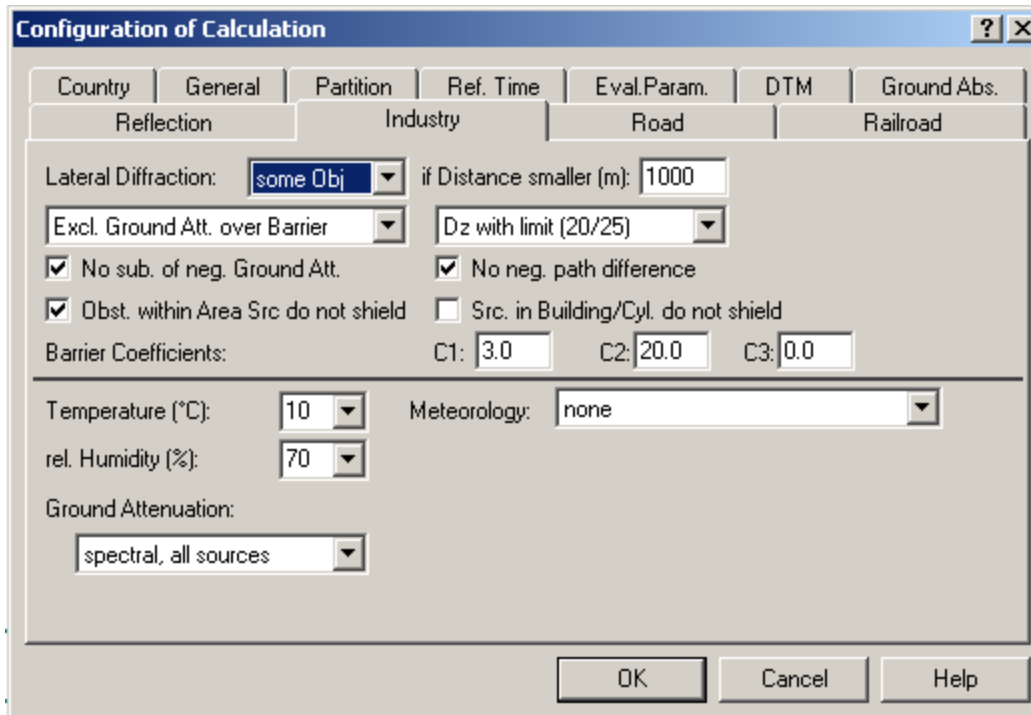 Configuration of Calculation
Country General Partition Ref. Time Eval.Param. DTM Ground Abs.
Reflection Industry Road Railroad
Lateral Diffraction: some Obj if Distance smaller (m): 1000
Excl. Ground Att. over Barrier Dz with limit (20/25)
No sub. of neg. Ground Att. No neg. path difference
Obst. within Area Src do not shield Src. in Building/Cyl. do not shield
Barrier Coefficients: C1: 3.0 C2: 20.0 C3: 0.0
Temperature (°C): 10 Meteorology: none
rel. Humidity (%): 70
Ground Attenuation:
spectral, all sources
OK Cancel Help